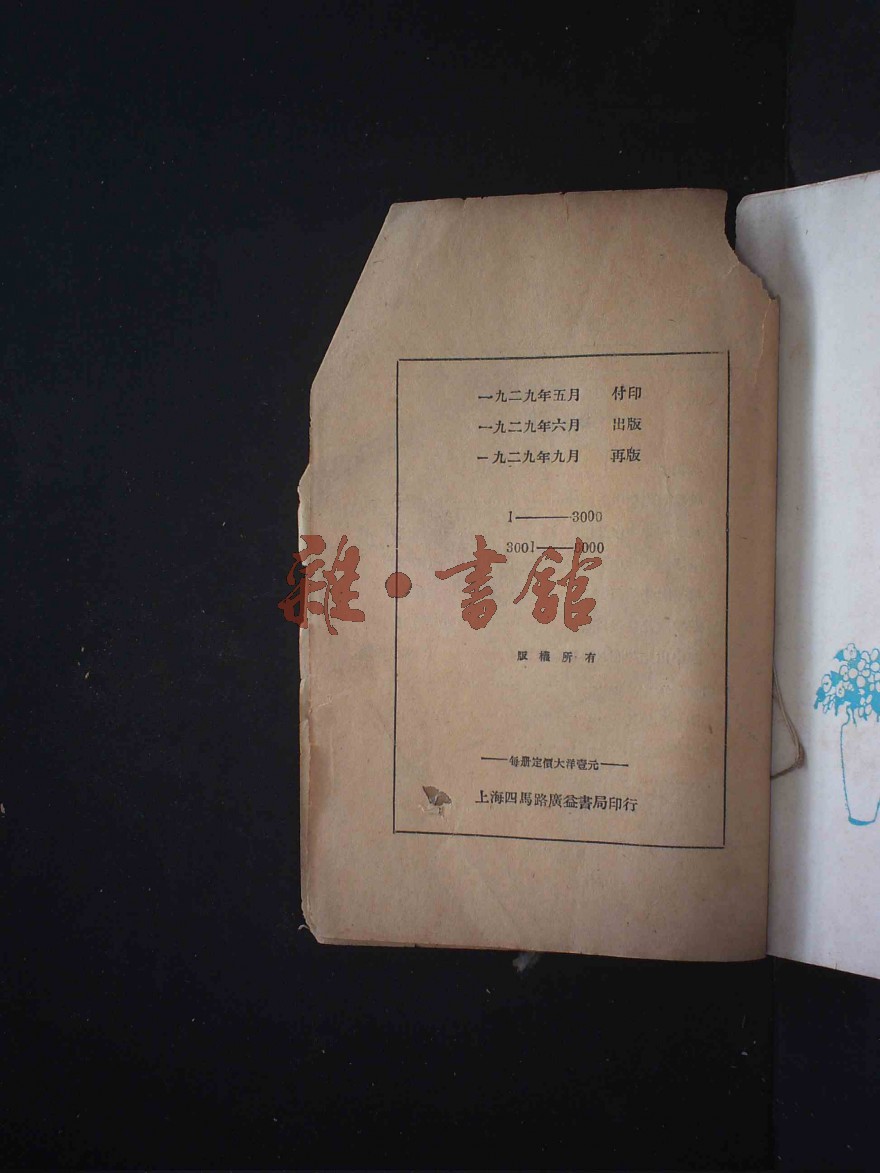 一九二九年五月 付印
一九二九年六月 出版
一九二九年九月 再版
1———3000
3001——6000
雜·書館
版權所有
——每册定價大洋壹元——
上海四馬路廣益書局印行